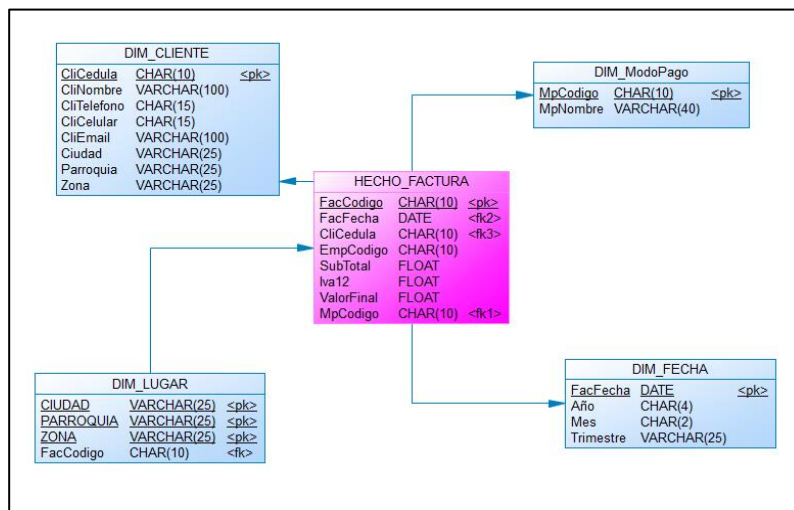 DIM_CLIENTE
CliCedula CHAR(10) <pk>
CliNombre VARCHAR(100)
CliTelefono CHAR(15)
CliCelular CHAR(15)
CliEmail VARCHAR(100)
Ciudad VARCHAR(25)
Parroquia VARCHAR(25)
Zona VARCHAR(25)
DIM_ModoPago
MpCodigo CHAR(10) <pk>
MpNombre VARCHAR(40)
HECHO_FACTURA
FacCodigo CHAR(10) <pk>
FacFecha DATE <fk2>
CliCedula CHAR(10) <fk3>
EmpCodigo CHAR(10)
SubTotal FLOAT
Iva12 FLOAT
ValorFinal FLOAT
MpCodigo CHAR(10) <fk1>
DIM_LUGAR
CIUDAD VARCHAR(25) <pk>
PARROQUIA VARCHAR(25) <pk>
ZONA VARCHAR(25) <pk>
FacCodigo CHAR(10) <fk>
DIM_FECHA
FacFecha DATE <pk>
Año CHAR(4)
Mes CHAR(2)
Trimestre VARCHAR(25)